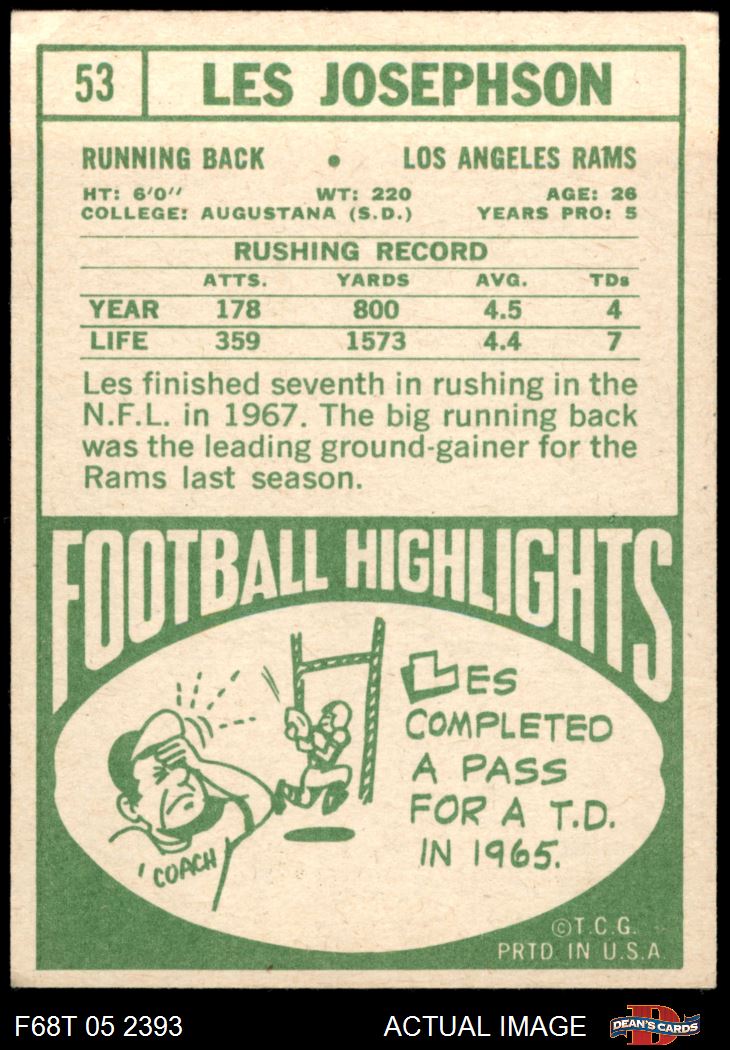 53 LES JOSEPHSON
RUNNING BACK • LOS ANGELES RAMS
HT: 6'0" WT: 220 AGE: 26
COLLEGE: AUGUSTANA (S.D.) YEARS PRO: 5
RUSHING RECORD
ATTS. YARDS AVG. TDs
YEAR 178 800 4.5 4
LIFE 359 1573 4.4 7
Les finished seventh in rushing in the
N.F.L. in 1967. The big running back
was the leading ground-gainer for the
Rams last season.
FOOTBALL HIGHLIGHTS
LES
COMPLETED
A PASS
FOR A T.D.
IN 1965.
COACH
©T.C.G.
PRTD. IN U.S.A.
F68T 05 2393 ACTUAL IMAGE
D
DEAN'S CARDS